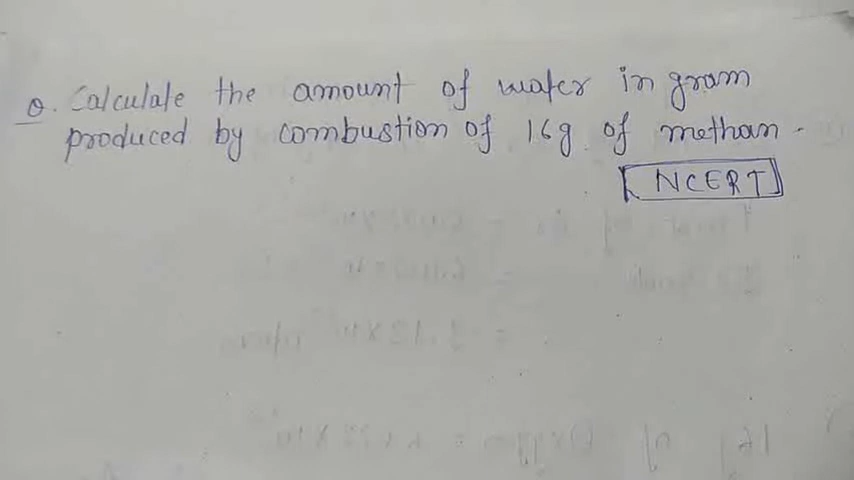 Q. Calculate the amount of water in gram
produced by combustion of 16g of methan.
[NCERT]